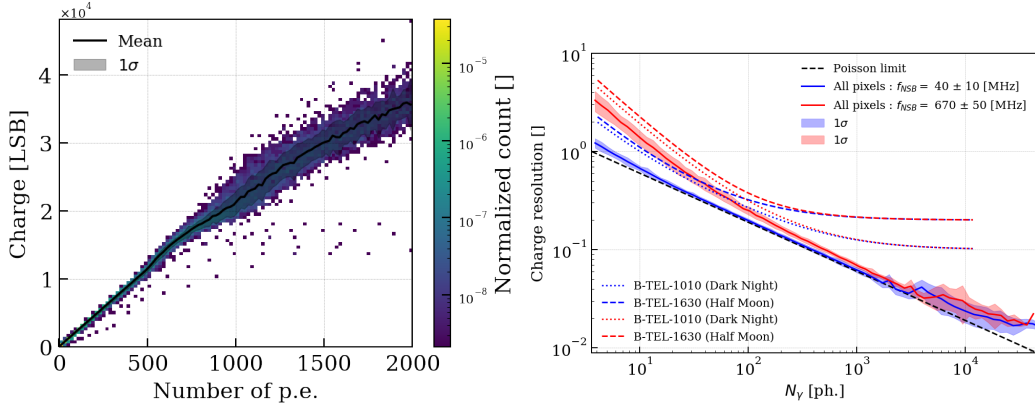 ×10⁴
Mean
1σ
Charge [LSB]
4
3
2
1
0
0
500
1000
1500
2000
Number of p.e.
10⁻⁵
10⁻⁶
10⁻⁷
10⁻⁸
Normalized count []
Charge resolution []
10¹
10⁰
10⁻¹
10⁻²
Poisson limit
All pixels : f_NSB = 40 ± 10 [MHz]
All pixels : f_NSB = 670 ± 50 [MHz]
1σ
1σ
B-TEL-1010 (Dark Night)
B-TEL-1630 (Half Moon)
B-TEL-1010 (Dark Night)
B-TEL-1630 (Half Moon)
10¹
10²
10³
10⁴
N_γ [ph.]